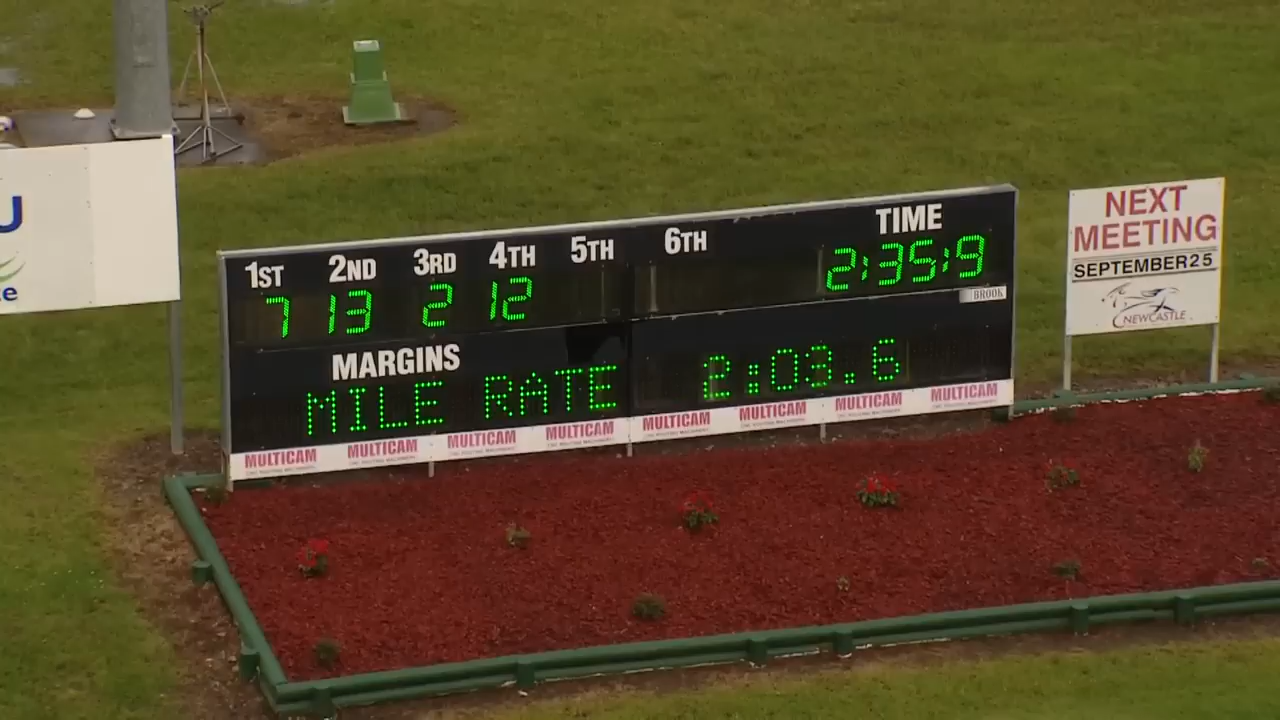 U
ce
1ST 2ND 3RD 4TH 5TH 6TH TIME
7 13 2 12 2:35:9
BROOK
MARGINS
MILE RATE 2:03.6
MULTICAM MULTICAM MULTICAM MULTICAM MULTICAM MULTICAM MULTICAM MULTICAM
NEXT
MEETING
SEPTEMBER 25
NEWCASTLE